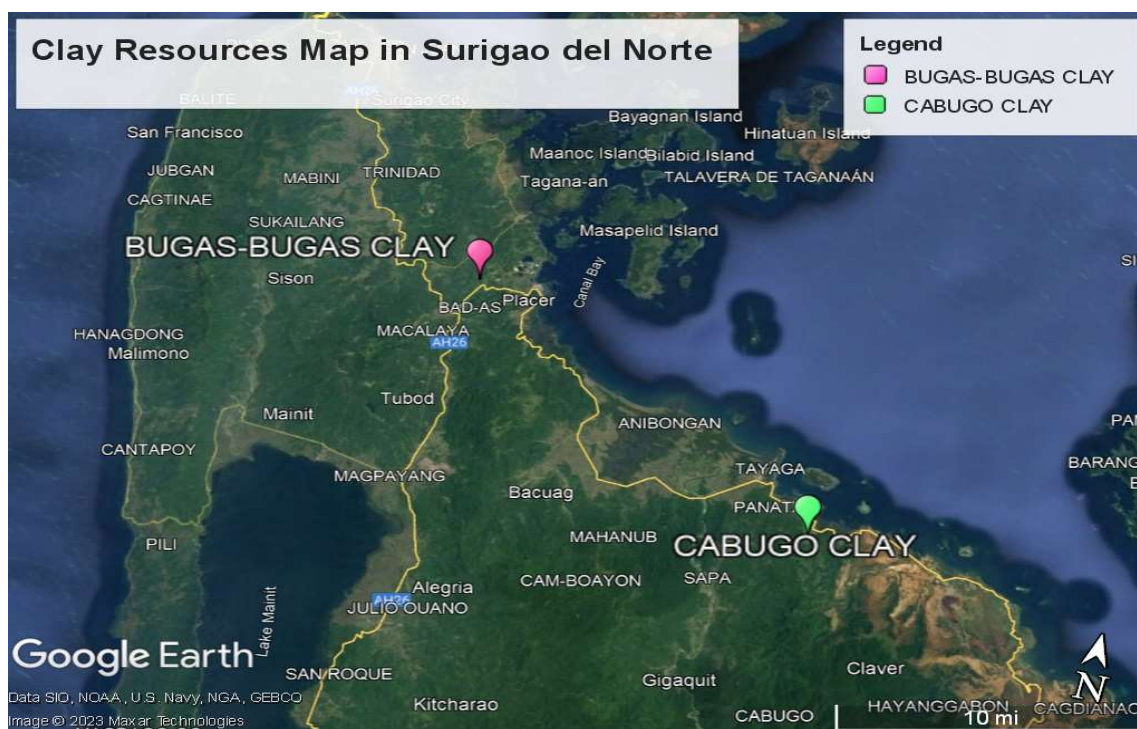 Clay Resources Map in Surigao del Norte
Legend
BUGAS-BUGAS CLAY
CABUGO CLAY
BALITE
AH26
Surigao City
San Francisco
Bayagnan Island
Hinatuan Island
JUBGAN
MABINI
TRINIDAD
Maanoc Island
Bilabid Island
Tagana-an
TALAVERA DE TAGANAÁN
CAGTINAE
SUKAILANG
Masapelid Island
BUGAS-BUGAS CLAY
Sison
Canal Bay
BAD-AS
Placer
HANAGDONG
MACALAYA
Malimono
AH26
Tubod
Mainit
ANIBONGAN
CANTAPOY
TAYAGA
BARANG
MAGPAYANG
Bacuag
PANAT
PILI
MAHANUB
CABUGO CLAY
CAM-BOAYON
SAPA
Alegria
AH26
JULIO OUANO
Lake Mainit
Google Earth
SAN ROQUE
Claver
Gigaquit
Data SIO, NOAA, U.S. Navy, NGA, GEBCO
Kitcharao
HAYANGGABON
CAGDIANAO
N
CABUGO
10 mi
Image © 2023 Maxar Technologies